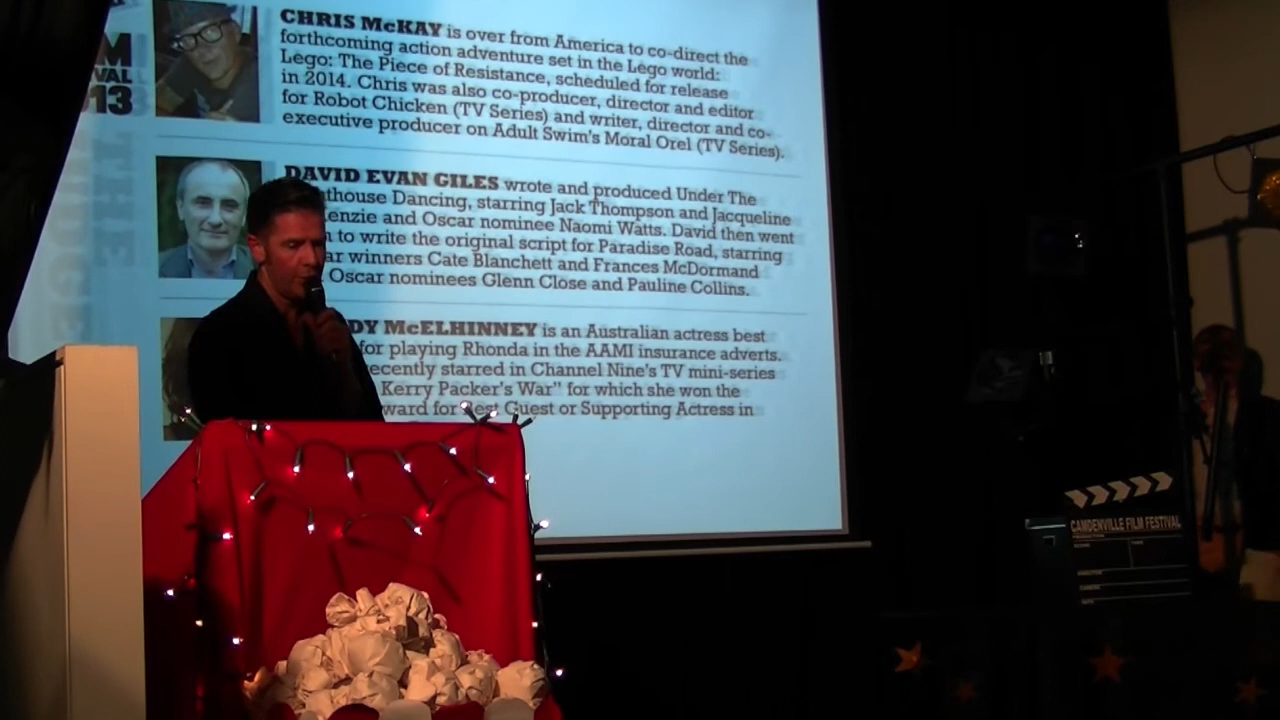 M
VAL
13
THE
CHRIS McKAY is over from America to co-direct the
forthcoming action adventure set in the Lego world:
Lego: The Piece of Resistance, scheduled for release
in 2014. Chris was also co-producer, director and editor
for Robot Chicken (TV Series) and writer, director and co-
executive producer on Adult Swim's Moral Orel (TV Series).
DAVID EVAN GILES wrote and produced Under The
thouse Dancing, starring Jack Thompson and Jacqueline
enzie and Oscar nominee Naomi Watts. David then went
to write the original script for Paradise Road, starring
ar winners Cate Blanchett and Frances McDormand
Oscar nominees Glenn Close and Pauline Collins.
DY McELHINNEY is an Australian actress best
for playing Rhonda in the AAMI insurance adverts.
ecently starred in Channel Nine's TV mini-series
Kerry Packer's War" for which she won the
ward for Best Guest or Supporting Actress in
CAMDENVILLE FILM FESTIVAL